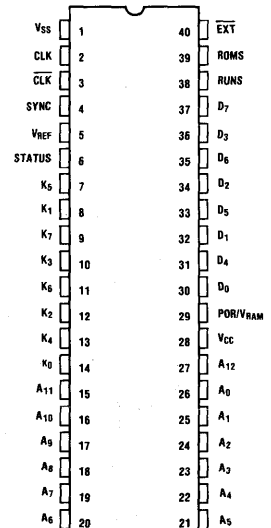 VSS 1 40 EXT
CLK 2 39 ROMS
CLK 3 38 RUNS
SYNC 4 37 D7
VREF 5 36 D3
STATUS 6 35 D6
K5 7 34 D2
K1 8 33 D5
K7 9 32 D1
K3 10 31 D4
K6 11 30 D0
K2 12 29 POR/VRAM
K4 13 28 VCC
K0 14 27 A12
A11 15 26 A0
A10 16 25 A1
A9 17 24 A2
A8 18 23 A3
A7 19 22 A4
A6 20 21 A5